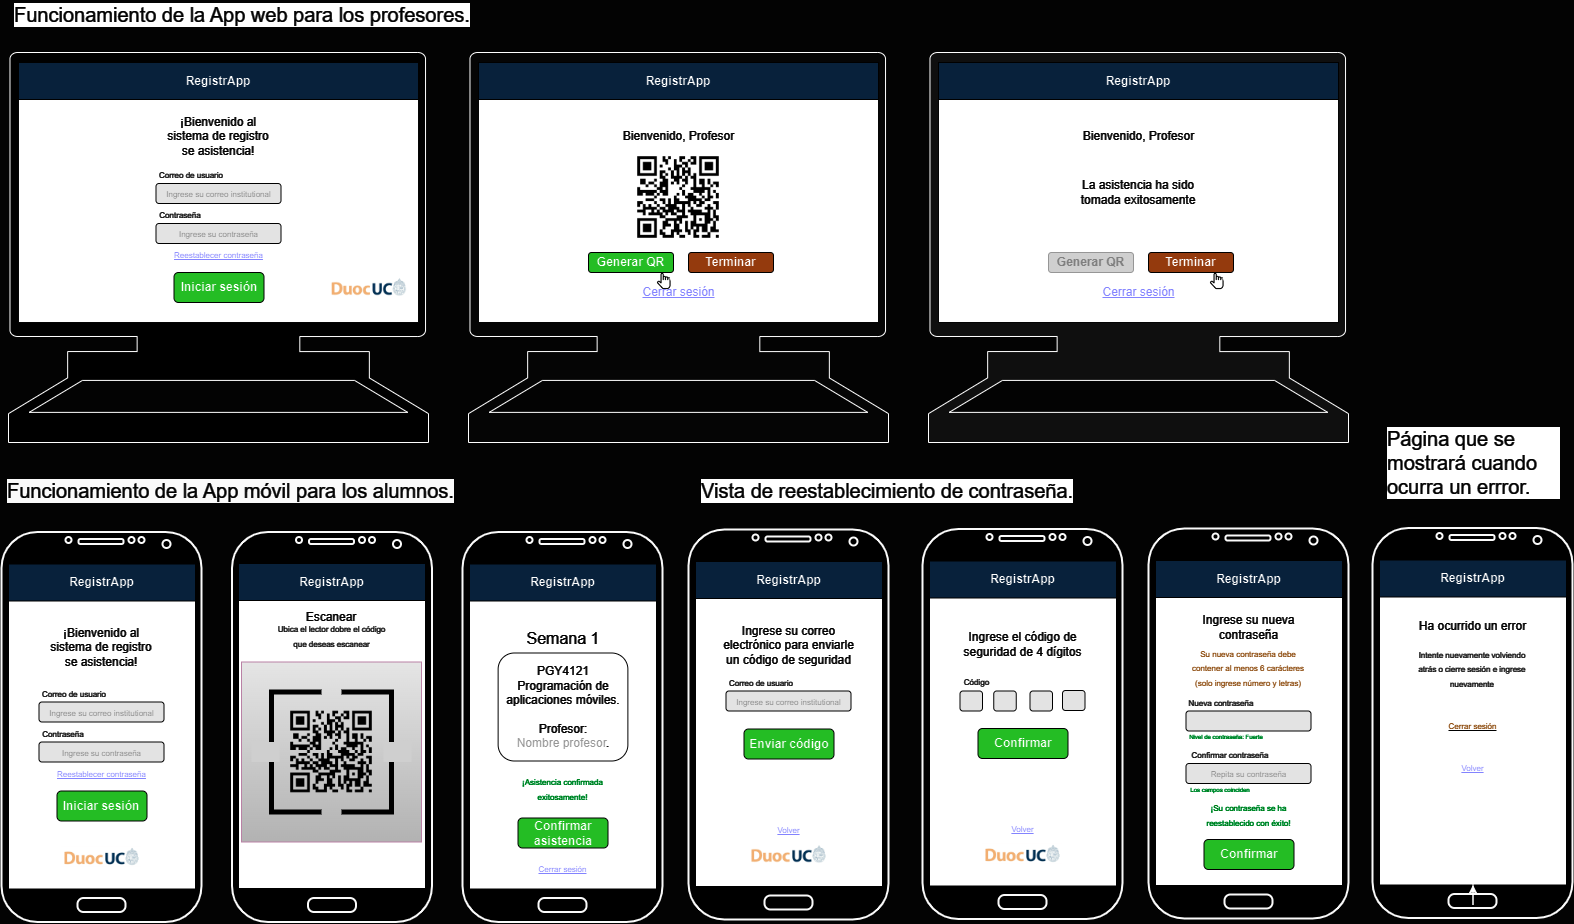 Funcionamiento de la App web para los profesores.
RegistrApp
¡Bienvenido al
sistema de registro
se asistencia!
Correo de usuario
Ingrese su correo institutional
Contraseña
Ingrese su contraseña
Reestablecer contraseña
Iniciar sesión
DuocUC
RegistrApp
Bienvenido, Profesor
Generar QR
Terminar
Cerrar sesión
RegistrApp
Bienvenido, Profesor
La asistencia ha sido
tomada exitosamente
Generar QR
Terminar
Cerrar sesión
Funcionamiento de la App móvil para los alumnos.
RegistrApp
¡Bienvenido al
sistema de registro
se asistencia!
Correo de usuario
Ingrese su correo institutional
Contraseña
Ingrese su contraseña
Reestablecer contraseña
Iniciar sesión
DuocUC
RegistrApp
Escanear
Ubica el lector dobre el código
que deseas escanear
RegistrApp
Semana 1
PGY4121
Programación de
aplicaciones móviles.
Profesor:
Nombre profesor.
¡Asistencia confirmada
exitosamente!
Confirmar
asistencia
Cerrar sesión
Vista de reestablecimiento de contraseña.
RegistrApp
Ingrese su correo
electrónico para enviarle
un código de seguridad
Correo de usuario
Ingrese su correo institutional
Enviar código
Volver
DuocUC
RegistrApp
Ingrese el código de
seguridad de 4 dígitos
Código
Confirmar
Volver
DuocUC
RegistrApp
Ingrese su nueva
contraseña
Su nueva contraseña debe
contener al menos 6 carácteres
(solo ingrese número y letras)
Nueva contraseña
Nivel de contraseña: Fuerte
Confirmar contraseña
Repita su contraseña
Los campos coinciden
¡Su contraseña se ha
reestablecido con éxito!
Confirmar
Página que se
mostrará cuando
ocurra un errror.
RegistrApp
Ha ocurrido un error
Intente nuevamente volviendo
atrás o cierre sesión e ingrese
nuevamente
Cerrar sesión
Volver